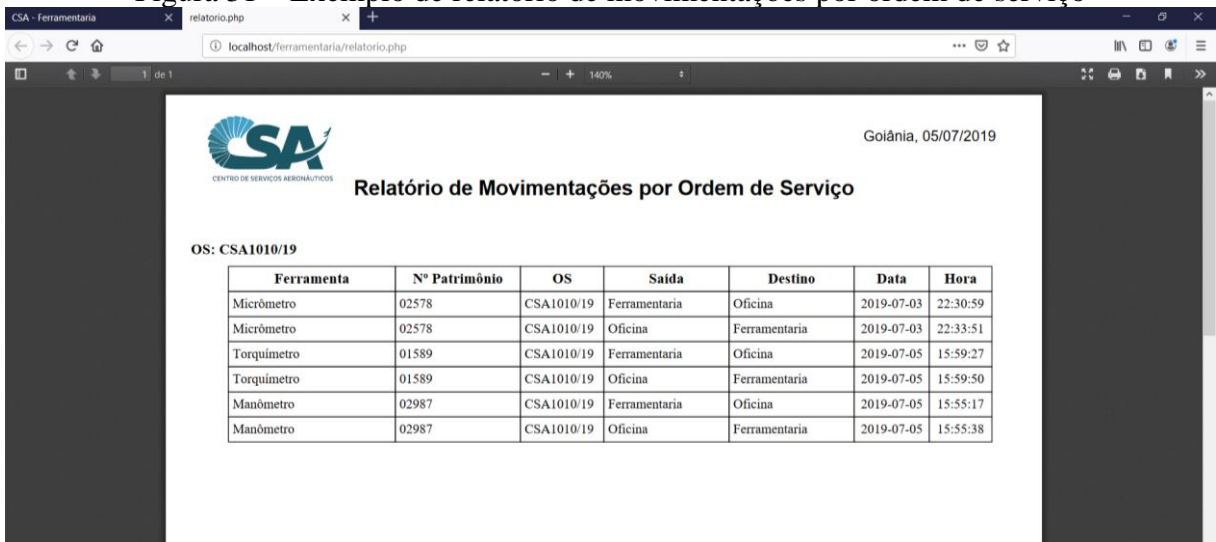 Figura 31 – Exemplo de relatório de movimentações por ordem de serviço
CSA - Ferramentaria
relatorio.php
localhost/ferramentaria/relatorio.php
1 de 1
140%
CSA
CENTRO DE SERVIÇOS AERONÁUTICOS
Goiânia, 05/07/2019
Relatório de Movimentações por Ordem de Serviço
OS: CSA1010/19
Ferramenta Nº Patrimônio OS Saída Destino Data Hora
Micrômetro 02578 CSA1010/19 Ferramentaria Oficina 2019-07-03 22:30:59
Micrômetro 02578 CSA1010/19 Oficina Ferramentaria 2019-07-03 22:33:51
Torquímetro 01589 CSA1010/19 Ferramentaria Oficina 2019-07-05 15:59:27
Torquímetro 01589 CSA1010/19 Oficina Ferramentaria 2019-07-05 15:59:50
Manômetro 02987 CSA1010/19 Ferramentaria Oficina 2019-07-05 15:55:17
Manômetro 02987 CSA1010/19 Oficina Ferramentaria 2019-07-05 15:55:38